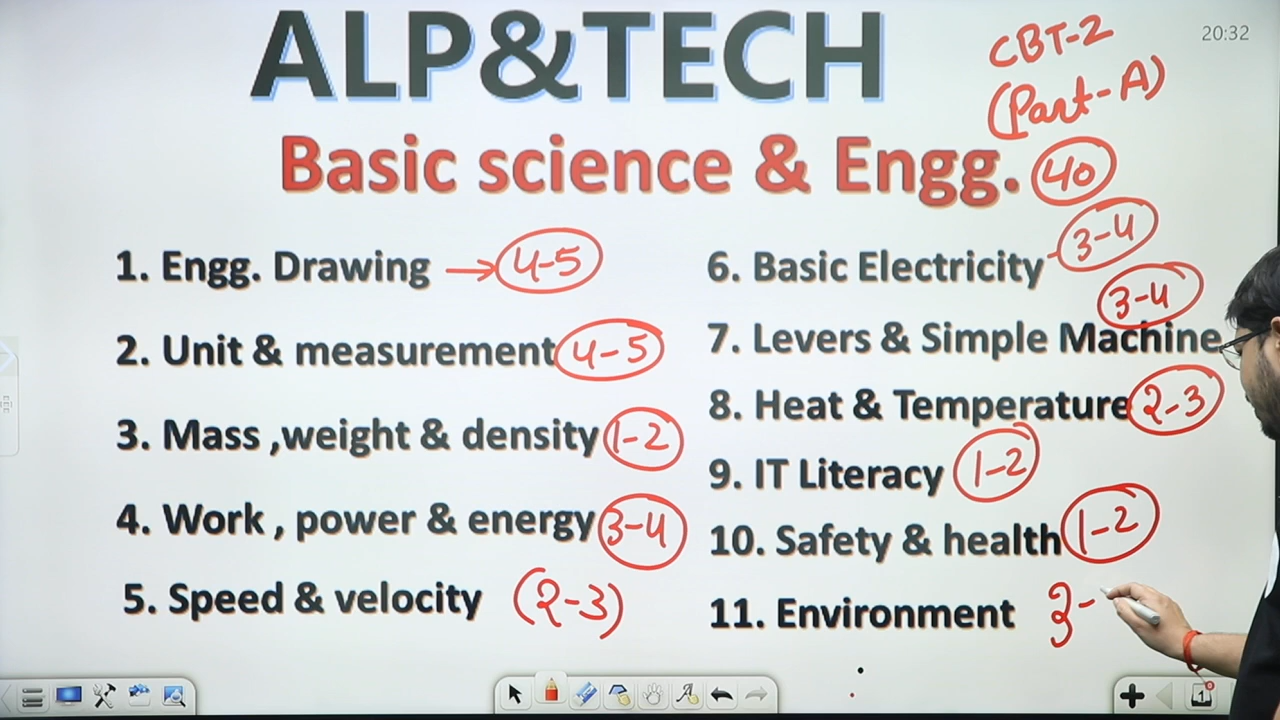 ALP&TECH
CBT-2
(Part-A)
20:32
Basic science & Engg. 40
1. Engg. Drawing → 4-5
2. Unit & measurement 4-5
3. Mass ,weight & density 1-2
4. Work , power & energy 3-4
5. Speed & velocity (2-3)
6. Basic Electricity - 3-4
7. Levers & Simple Machine 3-4
8. Heat & Temperature 2-3
9. IT Literacy 1-2
10. Safety & health 1-2
11. Environment 3-
1